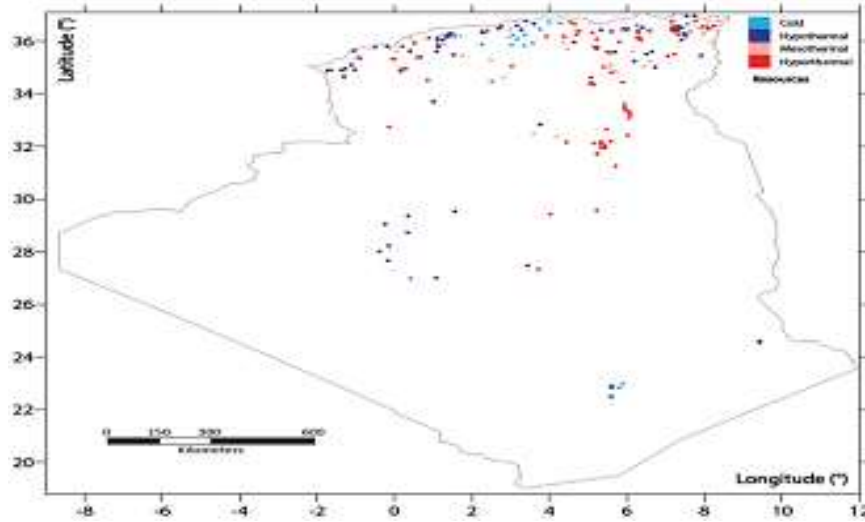 Latitude (°)
36
34
32
30
28
26
24
22
20
Cold
Hypothermal
Mesothermal
Hyperthermal
Resources
0 150 300 600
Kilometers
Longitude (°)
-8 -6 -4 -2 0 2 4 6 8 10 12